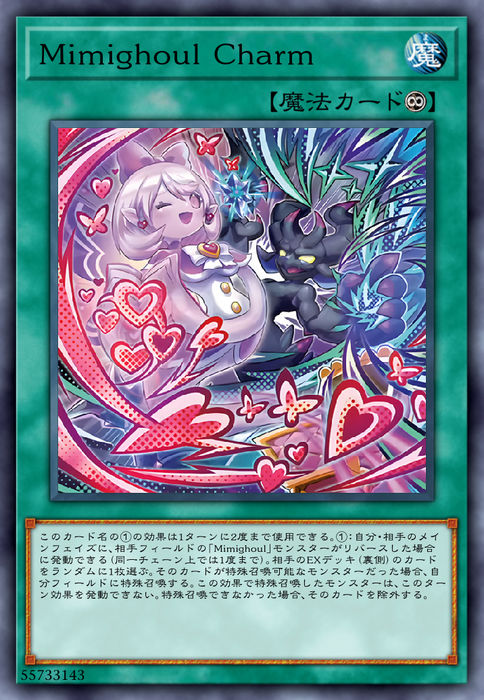 Mimighoul Charm
魔
【魔法カード】
このカード名の①の効果は1ターンに2度まで使用できる。①：自分・相手のメイ
ンフェイズに、相手フィールドの「Mimighoul」モンスターがリバースした場合
に発動できる(同一チェーン上では1度まで)。相手のEXデッキ(裏側)のカード
をランダムに1枚選ぶ。そのカードが特殊召喚可能なモンスターだった場合、自
分フィールドに特殊召喚する。この効果で特殊召喚したモンスターは、このター
ン効果を発動できない。特殊召喚できなかった場合、そのカードを除外する。
55733143